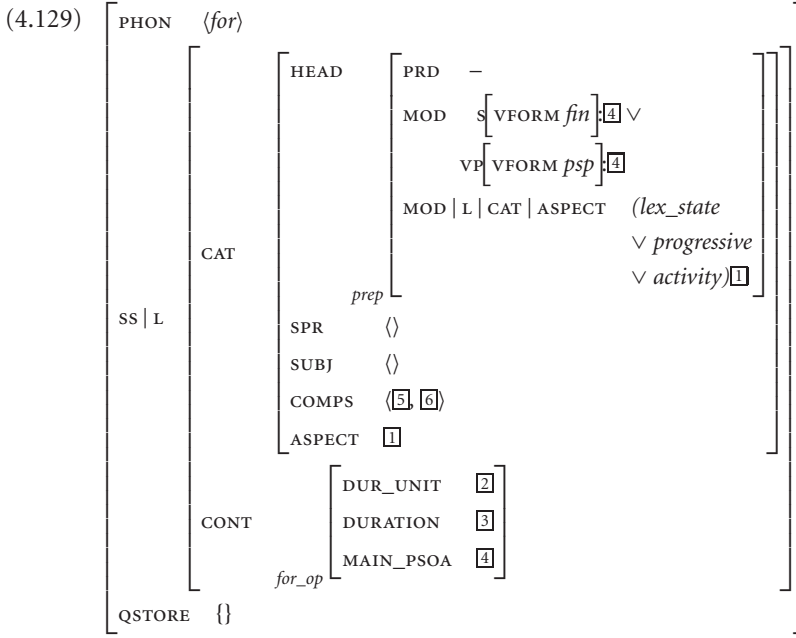 (4.129)
PHON ⟨for⟩
HEAD PRD –
MOD S[VFORM fin]:4 ∨
VP[VFORM psp]:4
MOD | L | CAT | ASPECT (lex_state
CAT ∨ progressive
∨ activity)1
prep
SS | L SPR ⟨⟩
SUBJ ⟨⟩
COMPS ⟨5, 6⟩
ASPECT 1
DUR_UNIT 2
CONT DURATION 3
MAIN_PSOA 4
for_op
QSTORE {}